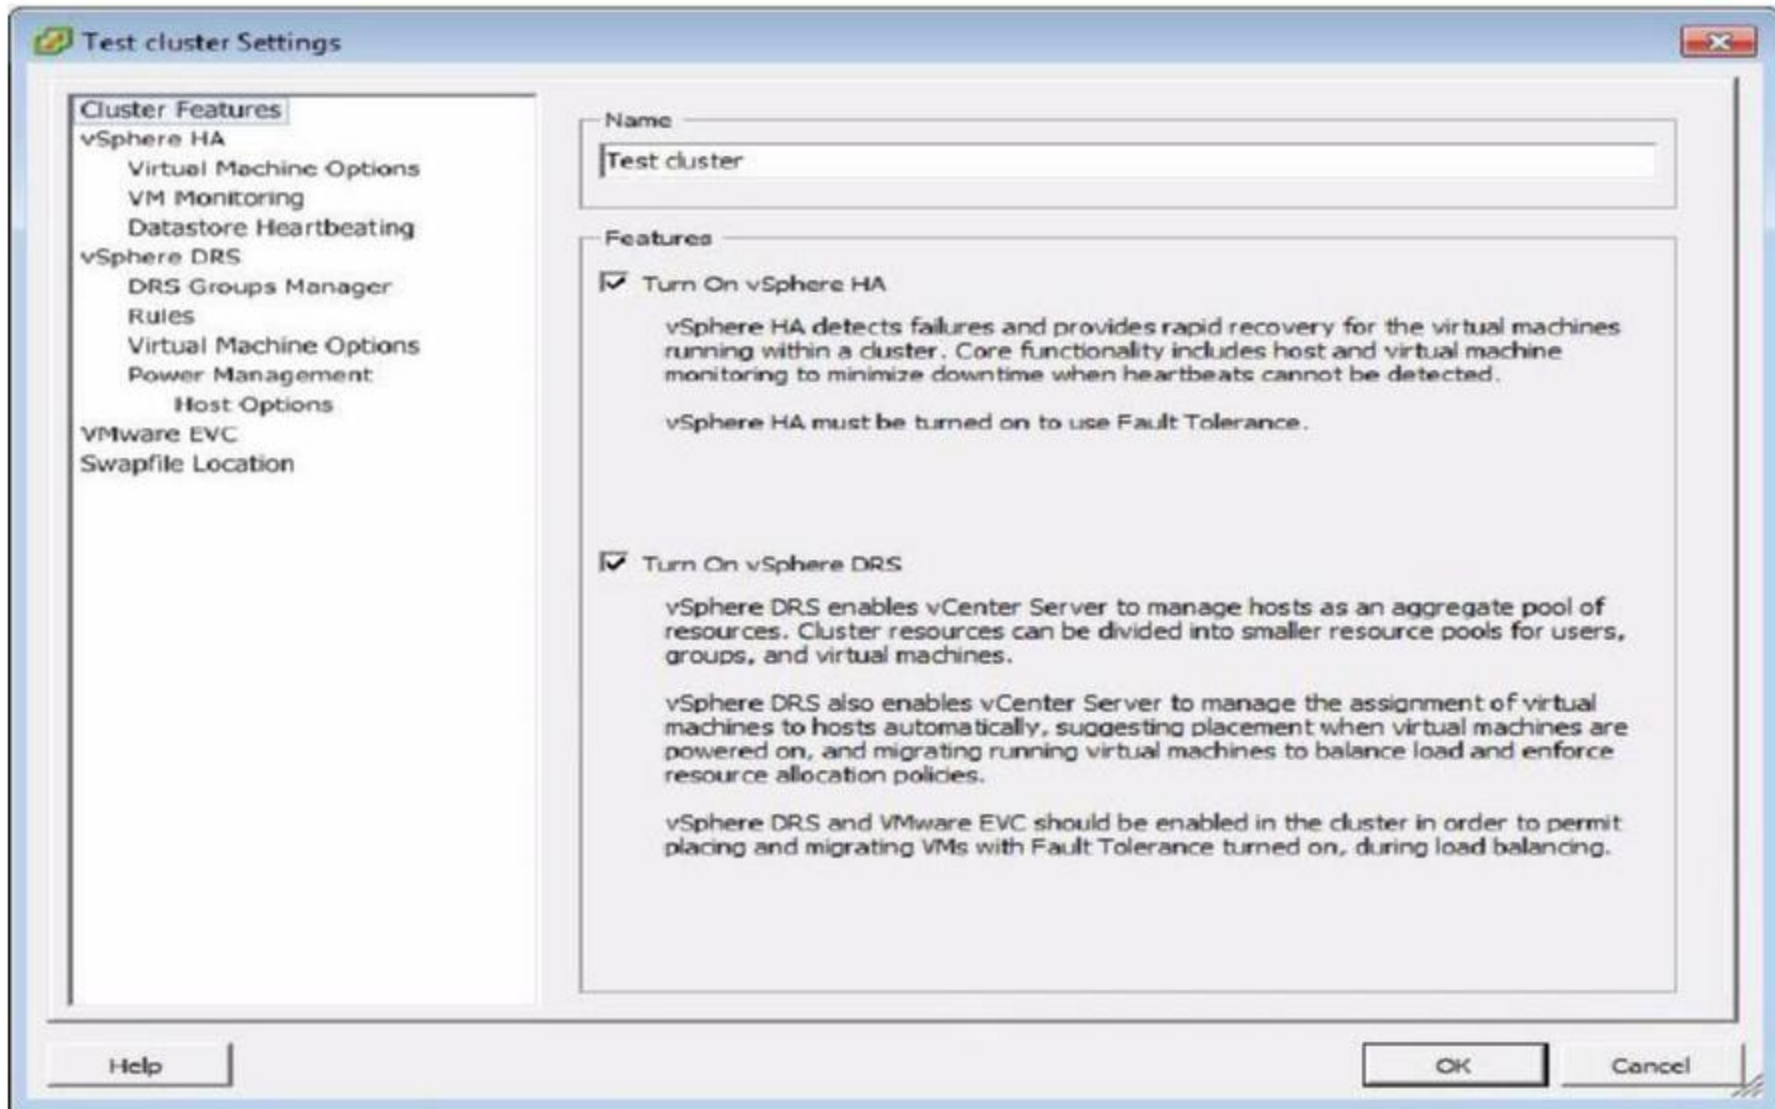 Test cluster Settings
Cluster Features
vSphere HA
Virtual Machine Options
VM Monitoring
Datastore Heartbeating
vSphere DRS
DRS Groups Manager
Rules
Virtual Machine Options
Power Management
Host Options
VMware EVC
Swapfile Location
Name
Test cluster
Features
Turn On vSphere HA
vSphere HA detects failures and provides rapid recovery for the virtual machines
running within a cluster. Core functionality includes host and virtual machine
monitoring to minimize downtime when heartbeats cannot be detected.
vSphere HA must be turned on to use Fault Tolerance.
Turn On vSphere DRS
vSphere DRS enables vCenter Server to manage hosts as an aggregate pool of
resources. Cluster resources can be divided into smaller resource pools for users,
groups, and virtual machines.
vSphere DRS also enables vCenter Server to manage the assignment of virtual
machines to hosts automatically, suggesting placement when virtual machines are
powered on, and migrating running virtual machines to balance load and enforce
resource allocation policies.
vSphere DRS and VMware EVC should be enabled in the cluster in order to permit
placing and migrating VMs with Fault Tolerance turned on, during load balancing.
Help
OK
Cancel